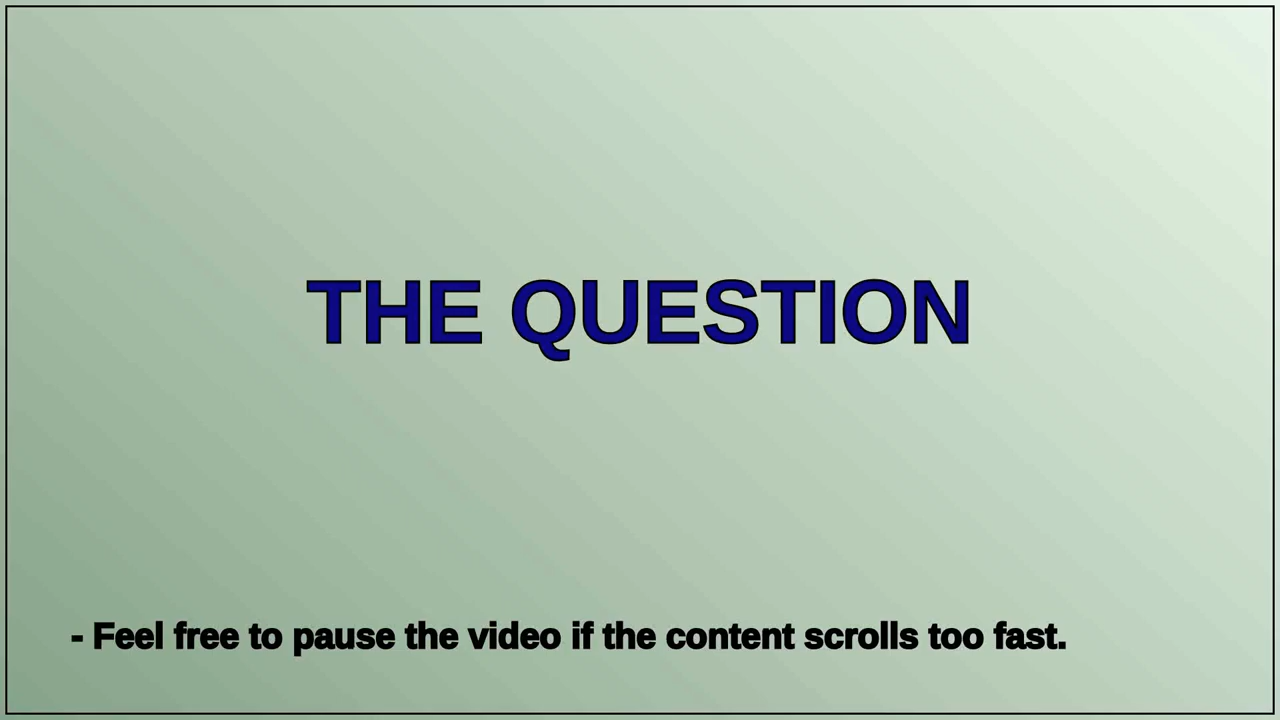 THE QUESTION
- Feel free to pause the video if the content scrolls too fast.